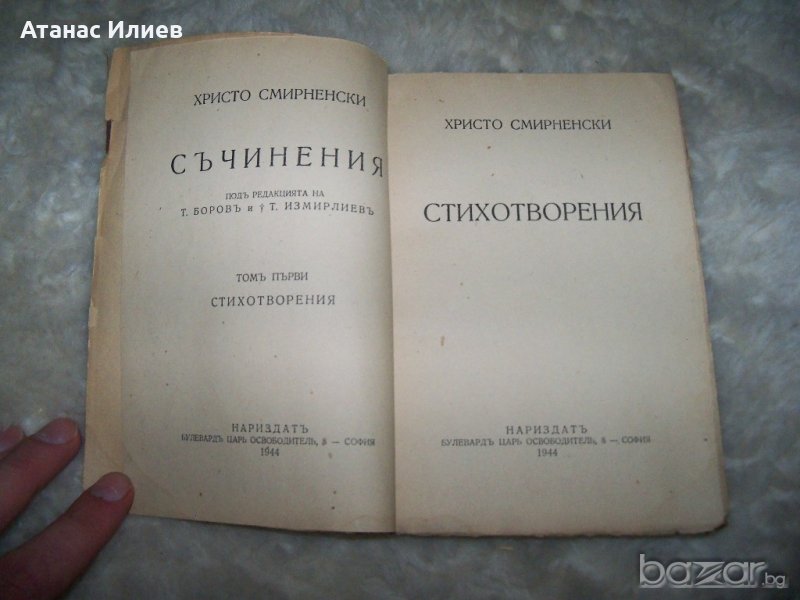 Атанас Илиев
ХРИСТО СМИРНЕНСКИ
СЪЧИНЕНИЯ
ПОДЪ РЕДАКЦИЯТА НА
Т. БОРОВЪ и † Т. ИЗМИРЛИЕВЪ
ТОМЪ ПЪРВИ
СТИХОТВОРЕНИЯ
НАРИЗДАТЪ
БУЛЕВАРДЪ ЦАРЬ ОСВОБОДИТЕЛЬ, 8 — СОФИЯ
1944
ХРИСТО СМИРНЕНСКИ
СТИХОТВОРЕНИЯ
НАРИЗДАТЪ
БУЛЕВАРДЪ ЦАРЬ ОСВОБОДИТЕЛЬ, 8 — СОФИЯ
1944
bazar.bg